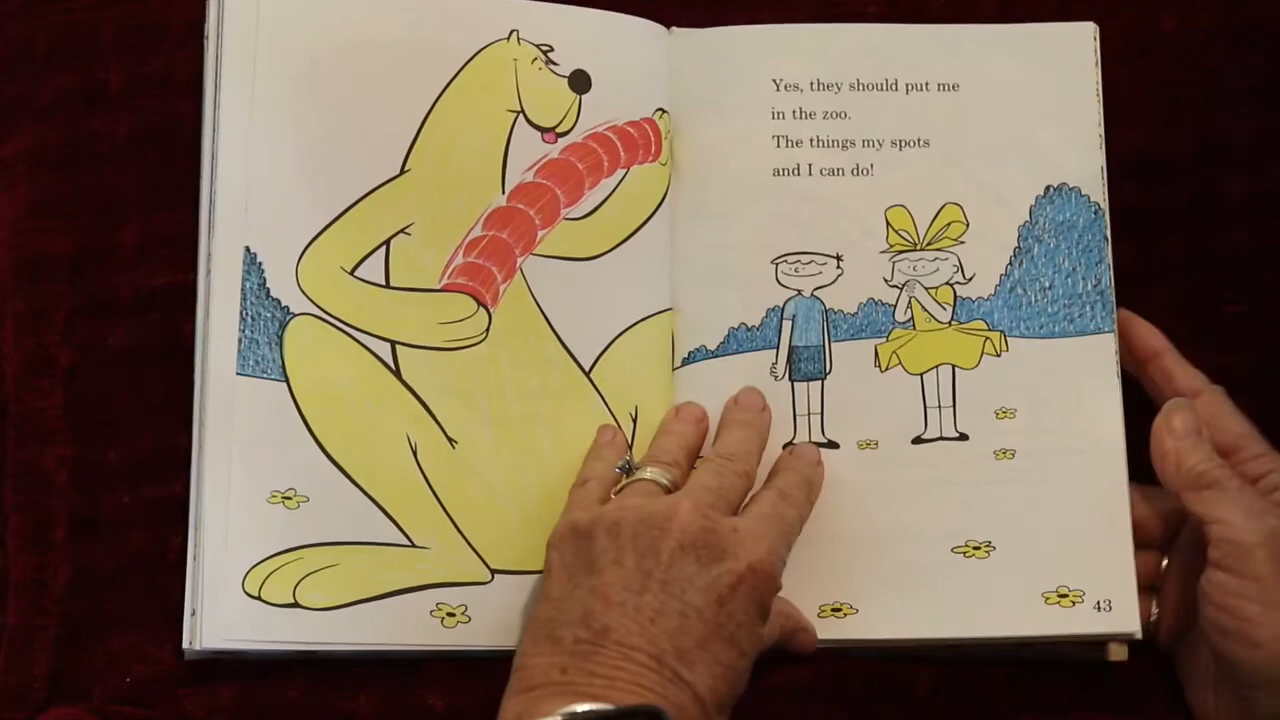 Yes, they should put me
in the zoo.
The things my spots
and I can do!
43